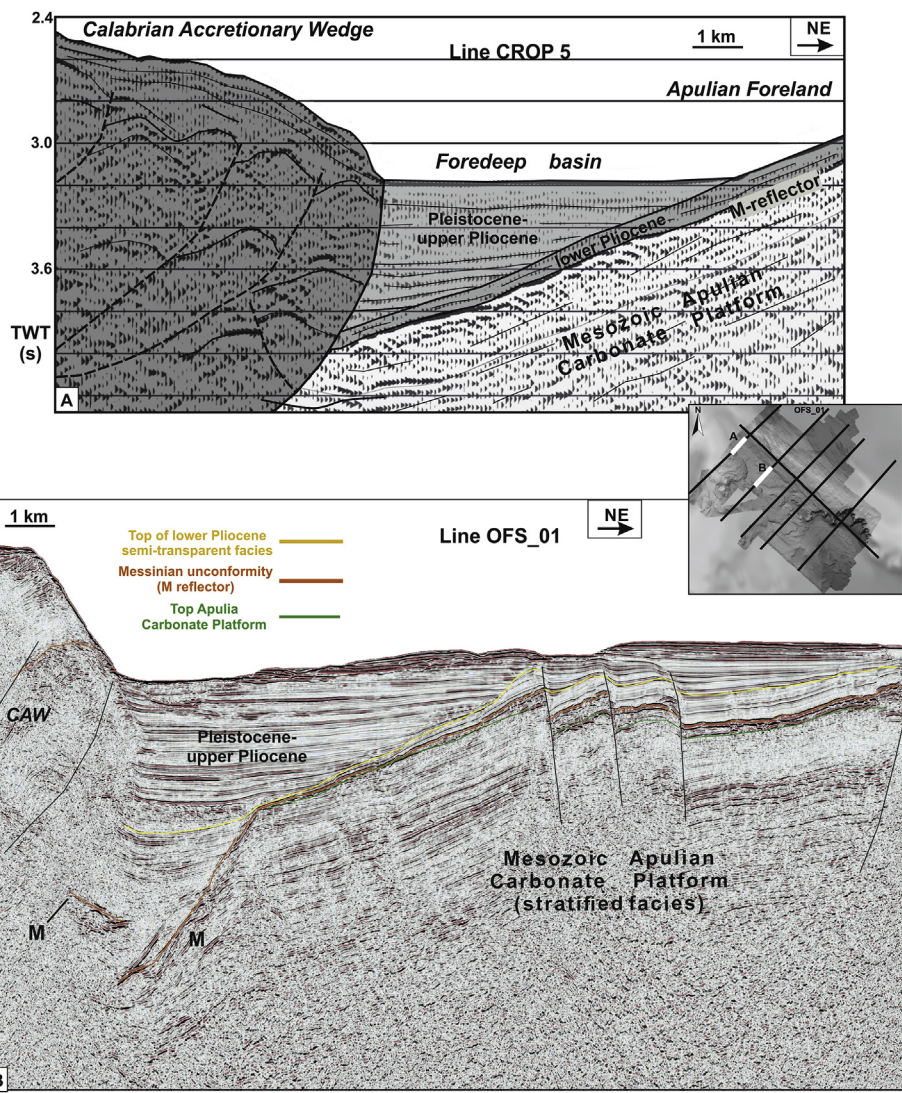 2.4
Calabrian Accretionary Wedge
Line CROP 5
1 km
NE
Apulian Foreland
3.0
Foredeep basin
Pleistocene-
upper Pliocene
lower Pliocene
M-reflector
3.6
Mesozoic Apulian
Carbonate Platform
TWT
(s)
A
N
OFS_01
A
B
1 km
NE
Line OFS_01
Top of lower Pliocene
semi-transparent facies
Messinian unconformity
(M reflector)
Top Apulia
Carbonate Platform
CAW
Pleistocene-
upper Pliocene
Mesozoic Apulian
Carbonate Platform
(stratified facies)
M
M
B